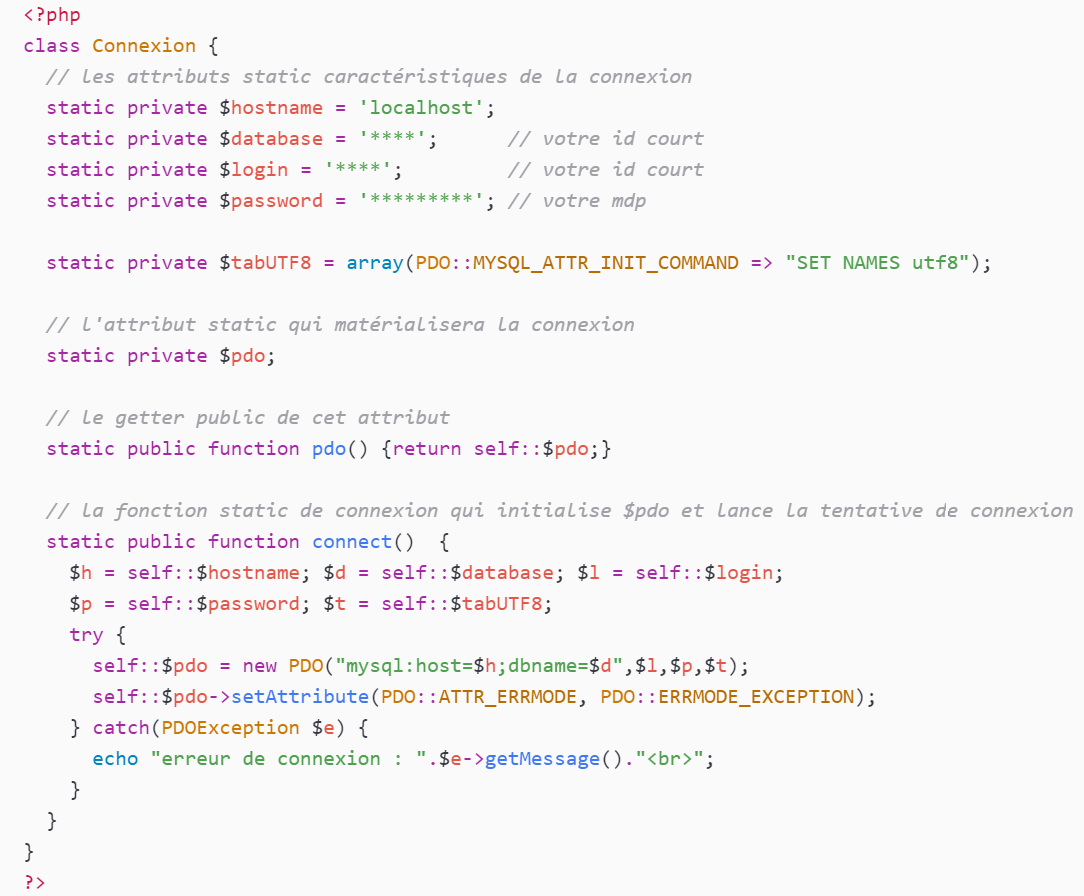 <?php
class Connexion {
  // les attributs static caractéristiques de la connexion
  static private $hostname = 'localhost';
  static private $database = '****';      // votre id court
  static private $login = '****';         // votre id court
  static private $password = '*********'; // votre mdp

  static private $tabUTF8 = array(PDO::MYSQL_ATTR_INIT_COMMAND => "SET NAMES utf8");

  // l'attribut static qui matérialisera la connexion
  static private $pdo;

  // le getter public de cet attribut
  static public function pdo() {return self::$pdo;}

  // la fonction static de connexion qui initialise $pdo et lance la tentative de connexion
  static public function connect()  {
    $h = self::$hostname; $d = self::$database; $l = self::$login;
    $p = self::$password; $t = self::$tabUTF8;
    try {
      self::$pdo = new PDO("mysql:host=$h;dbname=$d",$l,$p,$t);
      self::$pdo->setAttribute(PDO::ATTR_ERRMODE, PDO::ERRMODE_EXCEPTION);
    } catch(PDOException $e) {
      echo "erreur de connexion : ".$e->getMessage()."<br>";
    }
  }
}
?>